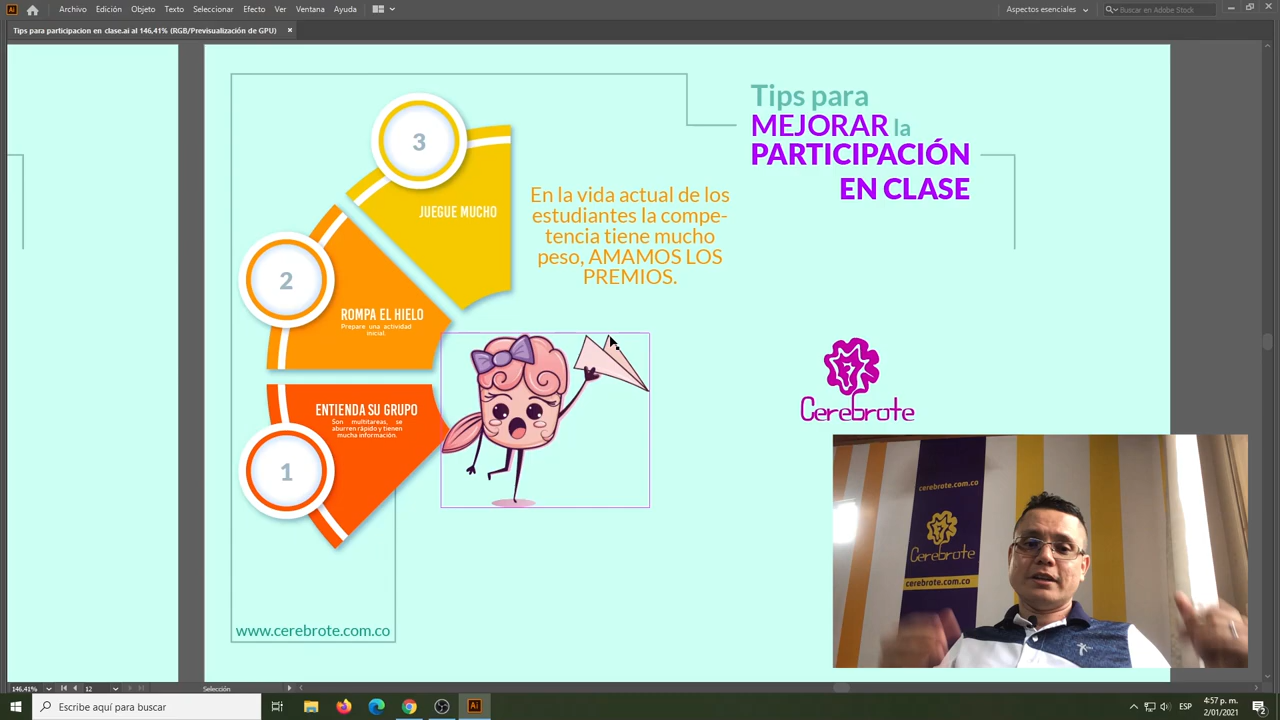 Ai
Archivo Edición Objeto Texto Seleccionar Efecto Ver Ventana Ayuda
Aspectos esenciales
Buscar en Adobe Stock
Tips para participacion en clase.ai al 146,41% (RGB/Previsualización de GPU)
Tips para
MEJORAR la
PARTICIPACIÓN
EN CLASE
3
JUEGUE MUCHO
En la vida actual de los
estudiantes la compe-
tencia tiene mucho
peso, AMAMOS LOS
PREMIOS.
2
ROMPA EL HIELO
Prepare una actividad
inicial.
ENTIENDA SU GRUPO
Son multitareas, se
aburren rápido y tienen
mucha información.
1
Cerebrote
cerebrote.com.co
Cerebrote
cerebrote.com.co
www.cerebrote.com.co
146,41%
12
Selección
Escribe aquí para buscar
Ai
ESP
4:57 p. m.
2/01/2021
2